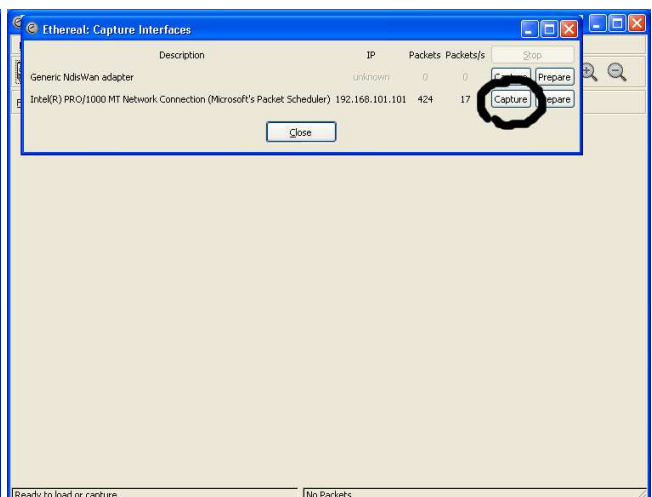 Ethereal: Capture Interfaces
Description IP Packets Packets/s Stop
Generic NdisWan adapter unknown 0 0 Capture Prepare
Intel(R) PRO/1000 MT Network Connection (Microsoft's Packet Scheduler) 192.168.101.101 424 17 Capture Prepare
Close
Ready to load or capture No Packets